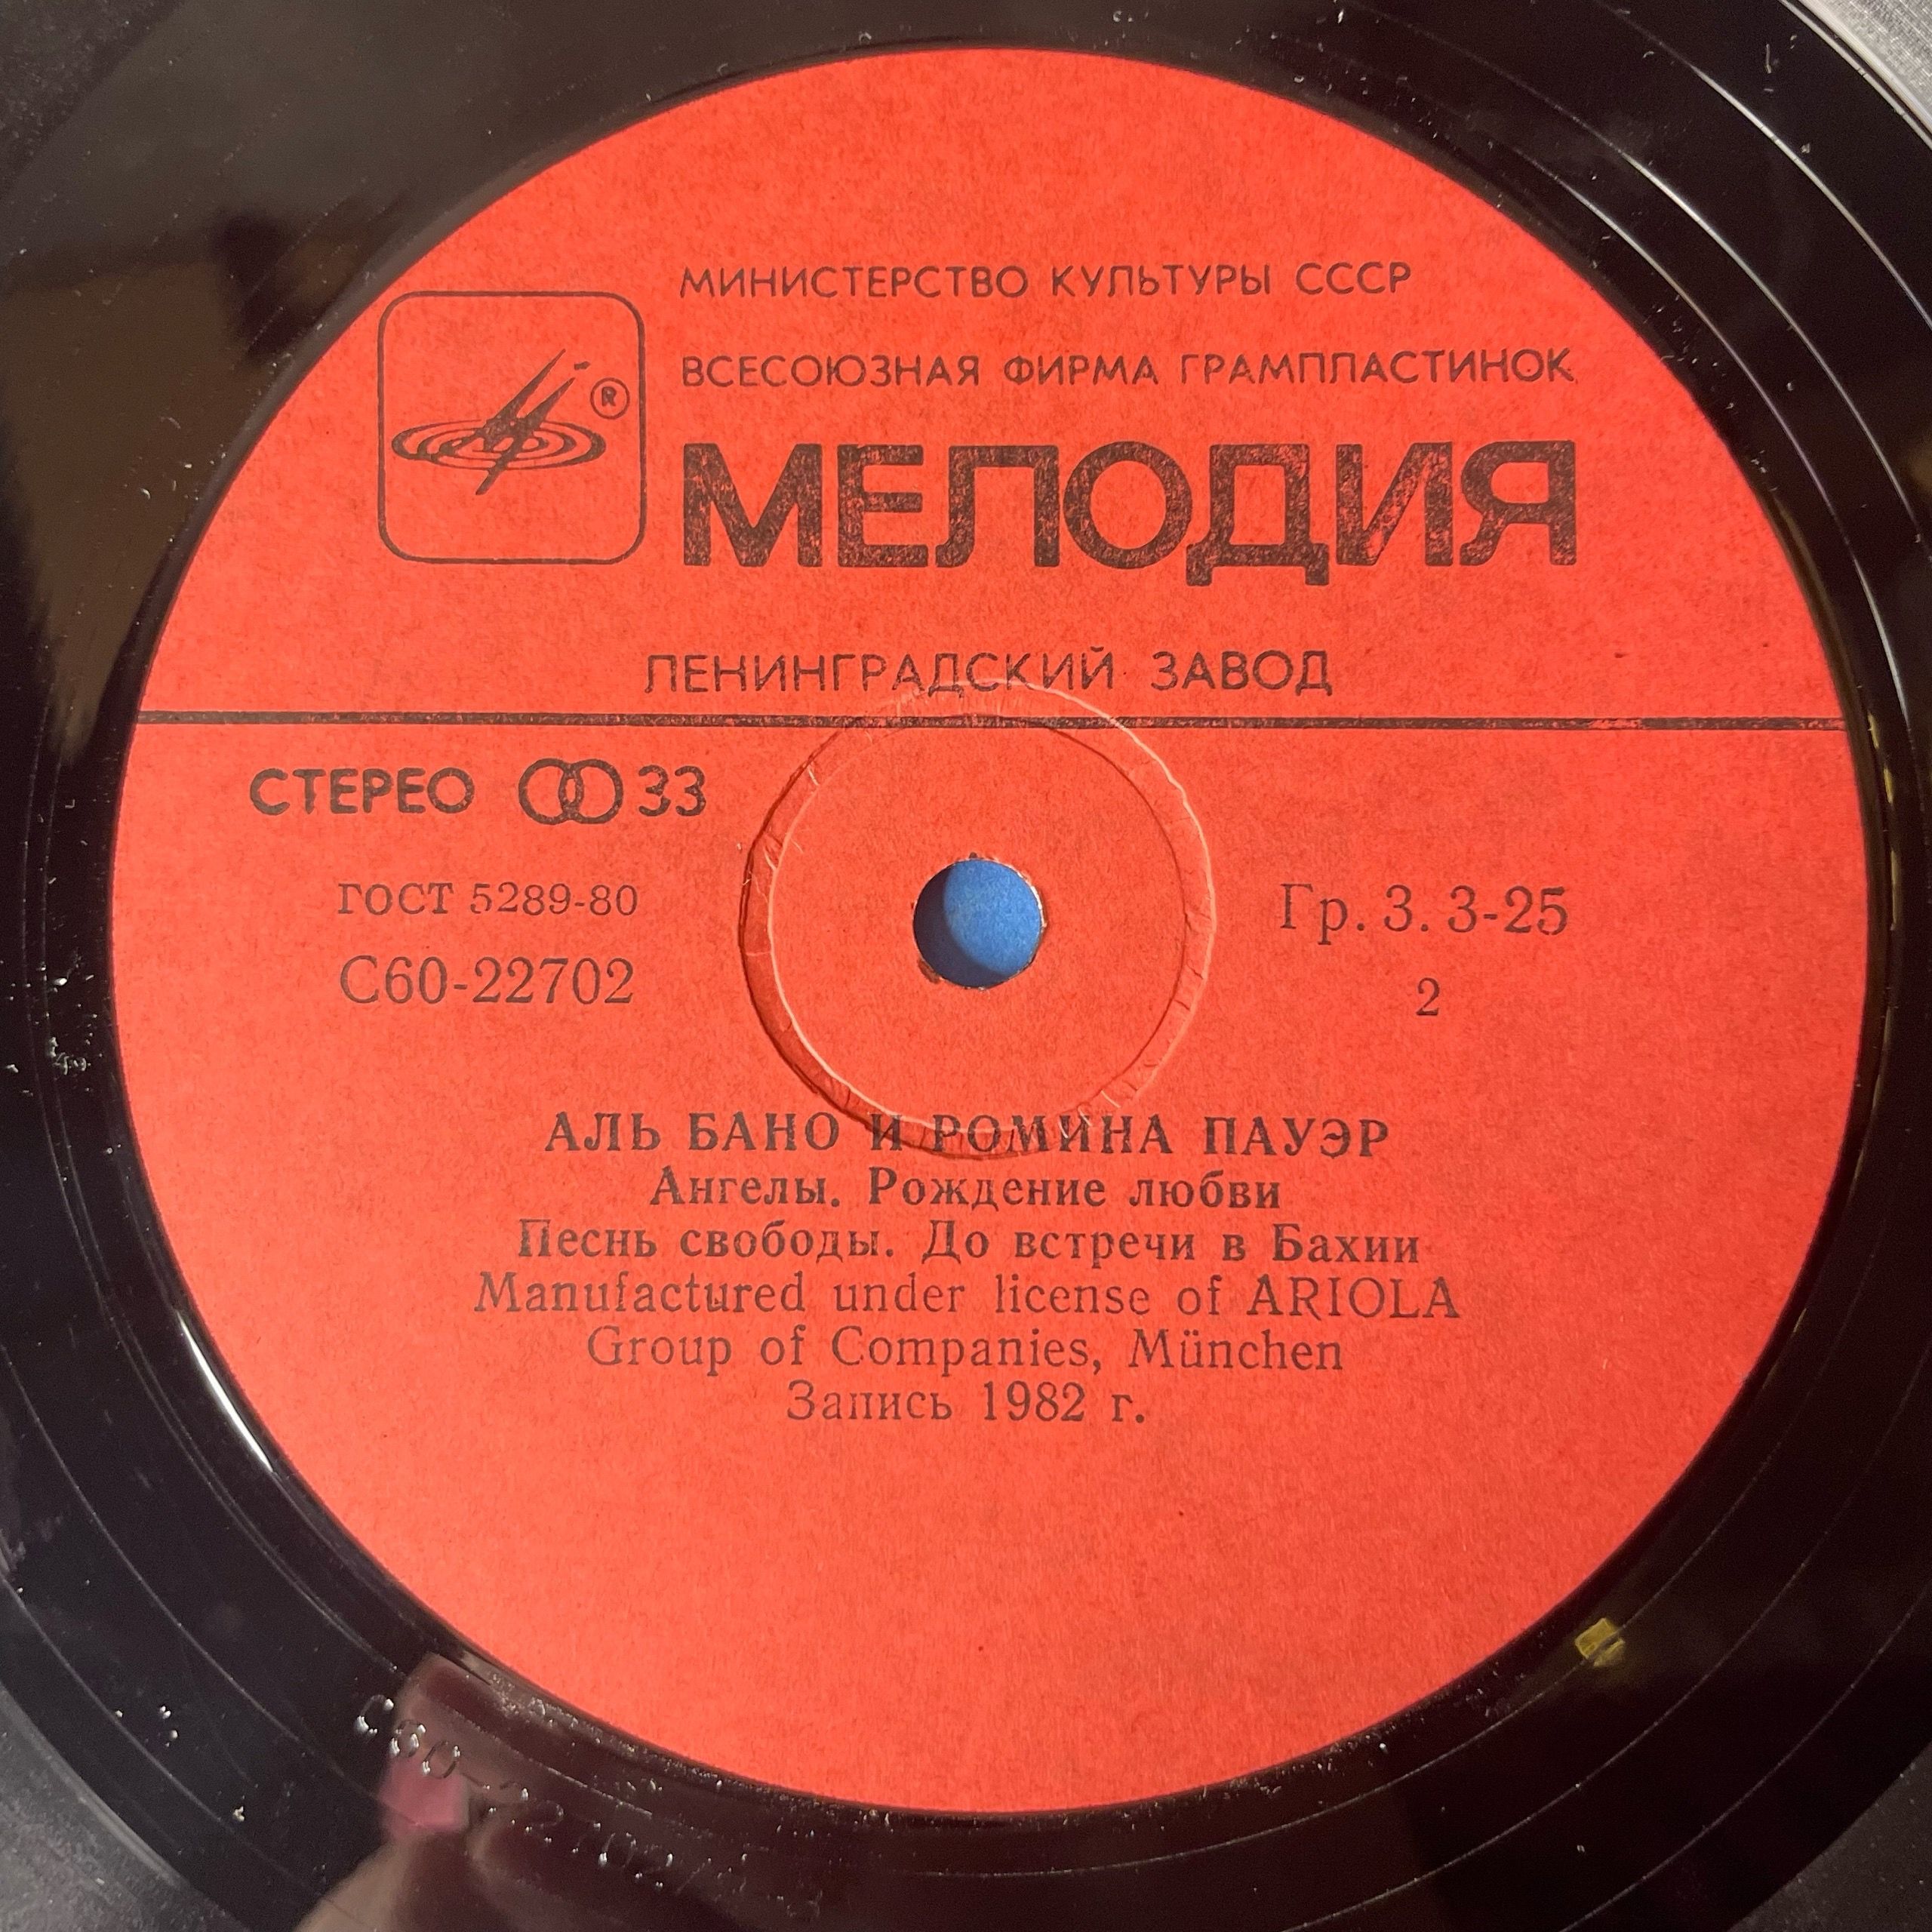 МИНИСТЕРСТВО КУЛЬТУРЫ СССР
ВСЕСОЮЗНАЯ ФИРМА ГРАМПЛАСТИНОК
®
МЕЛОДИЯ
ЛЕНИНГРАДСКИЙ ЗАВОД
СТЕРЕО 33
ГОСТ 5289-80
Гр. 3. 3-25
С60-22702
2
АЛЬ БАНО И РОМИНА ПАУЭР
Ангелы. Рождение любви
Песнь свободы. До встречи в Бахии
Manufactured under license of ARIOLA
Group of Companies, München
Запись 1982 г.